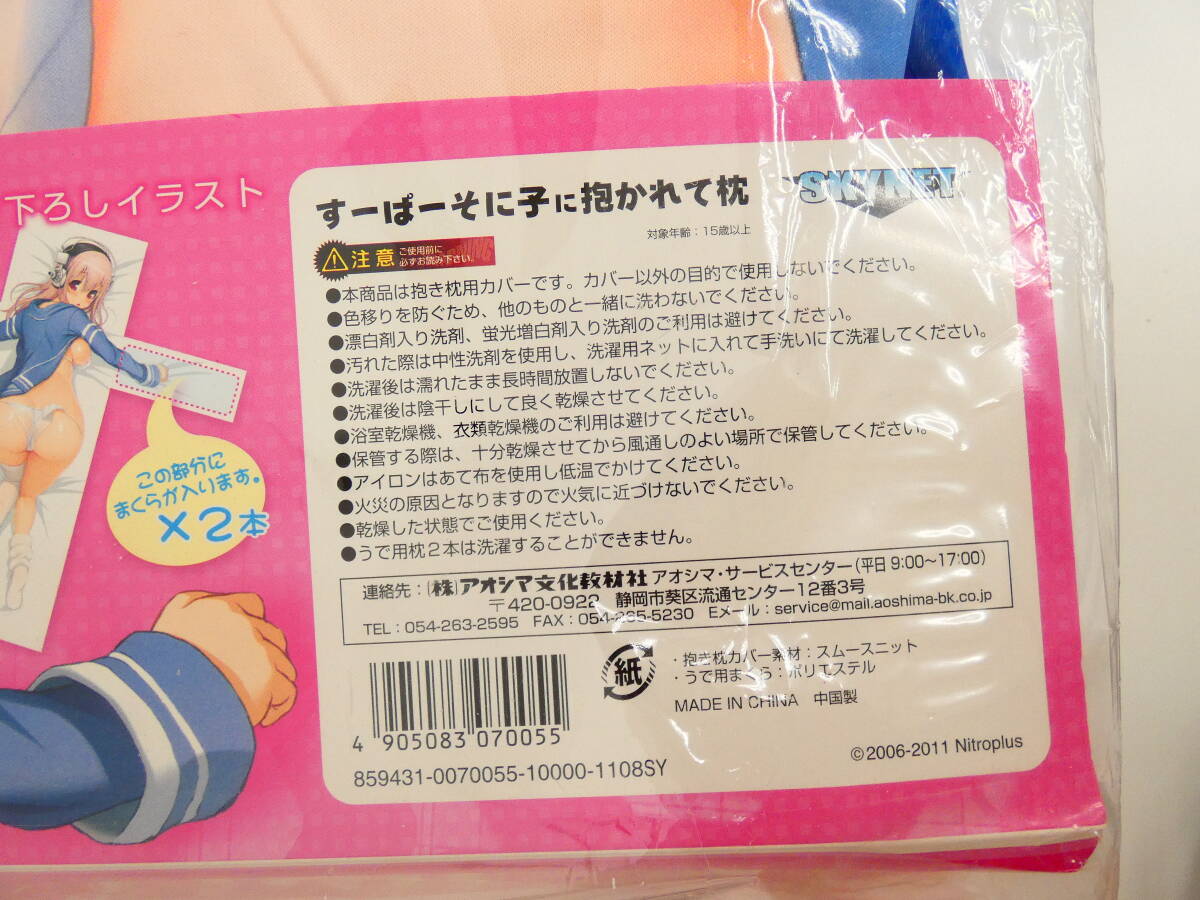 下ろしイラスト
すーぱーそに子に抱かれて枕
SKYNET
対象年齢：15歳以上
注意 ご使用前に必ずお読み下さい。
●本商品は抱き枕用カバーです。カバー以外の目的で使用しないでください。
●色移りを防ぐため、他のものと一緒に洗わないでください。
●漂白剤入り洗剤、蛍光増白剤入り洗剤のご利用は避けてください。
●汚れた際は中性洗剤を使用し、洗濯用ネットに入れて手洗いにて洗濯してください。
●洗濯後は濡れたまま長時間放置しないでください。
●洗濯後は陰干しにして良く乾燥させてください。
●浴室乾燥機、衣類乾燥機のご利用は避けてください。
●保管する際は、十分乾燥させてから風通しのよい場所で保管してください。
●アイロンはあて布を使用し低温でかけてください。
●火災の原因となりますので火気に近づけないでください。
●乾燥した状態でご使用ください。
●うで用枕２本は洗濯することができません。
この部分に
まくらが入ります。
×2本
連絡先：(株)アオシマ文化教材社 アオシマ・サービスセンター(平日 9:00〜17:00)
〒420-0922 静岡市葵区流通センター12番3号
TEL：054-263-2595 FAX：054-265-5230 Eメール：service@mail.aoshima-bk.co.jp
紙
・抱き枕カバー素材：スムースニット
・うで用まくら：ポリエステル
MADE IN CHINA 中国製
4 905083 070055
859431-0070055-10000-1108SY
©2006-2011 Nitroplus